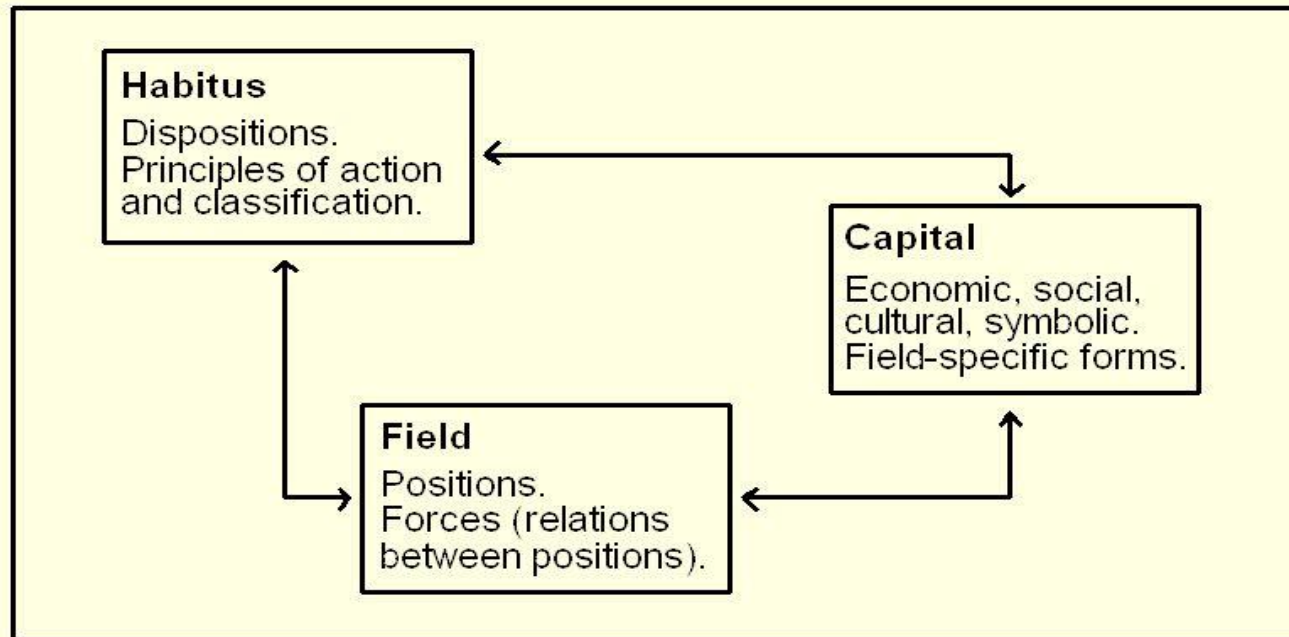 Habitus
Dispositions.
Principles of action
and classification.
Capital
Economic, social,
cultural, symbolic.
Field-specific forms.
Field
Positions.
Forces (relations
between positions).